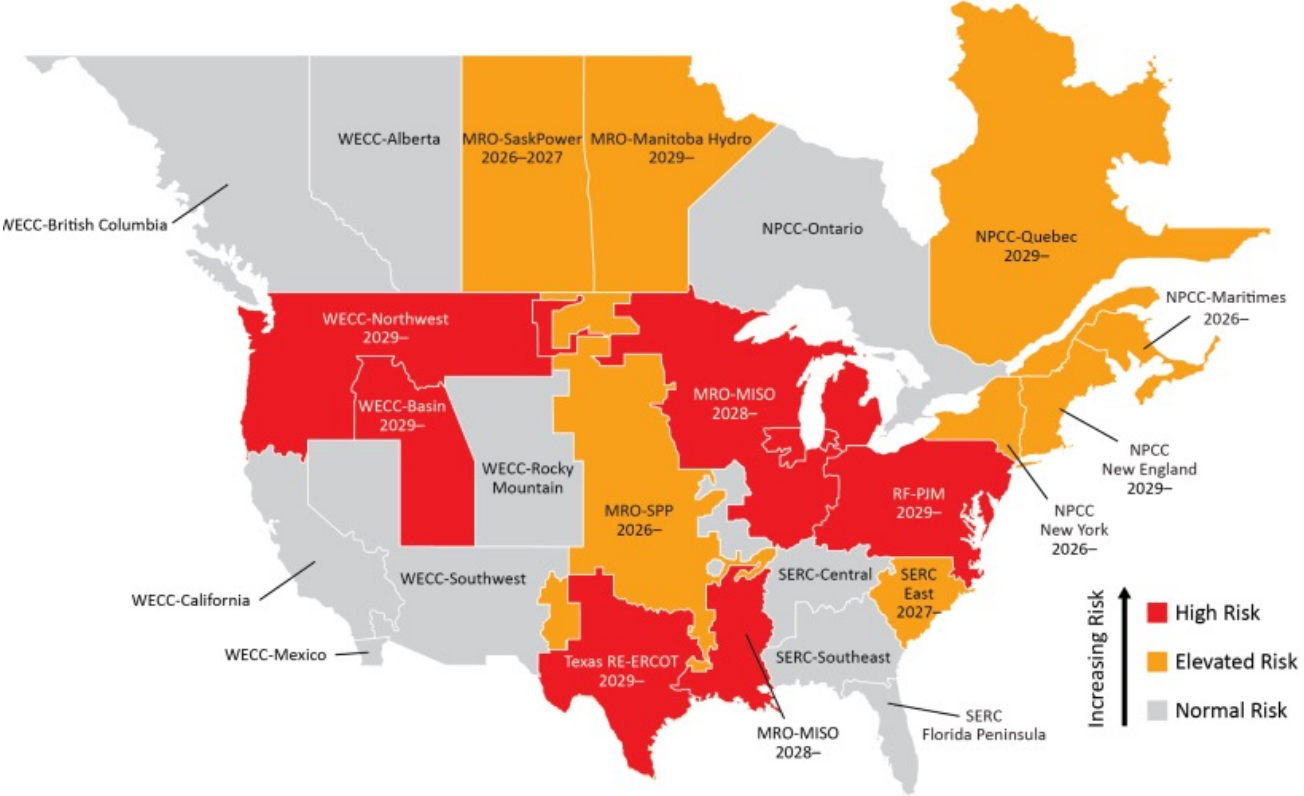 WECC-Alberta
MRO-SaskPower
2026–2027
MRO-Manitoba Hydro
2029–
WECC-British Columbia
NPCC-Ontario
NPCC-Quebec
2029–
NPCC-Maritimes
2026–
WECC-Northwest
2029–
WECC-Basin
2029–
MRO-MISO
2028–
WECC-Rocky
Mountain
NPCC
New England
2029–
RF-PJM
2029–
MRO-SPP
2026–
NPCC
New York
2026–
WECC-Southwest
SERC-Central
SERC
East
2027–
WECC-California
WECC-Mexico
Texas RE-ERCOT
2029–
SERC-Southeast
MRO-MISO
2028–
SERC
Florida Peninsula
Increasing Risk
High Risk
Elevated Risk
Normal Risk